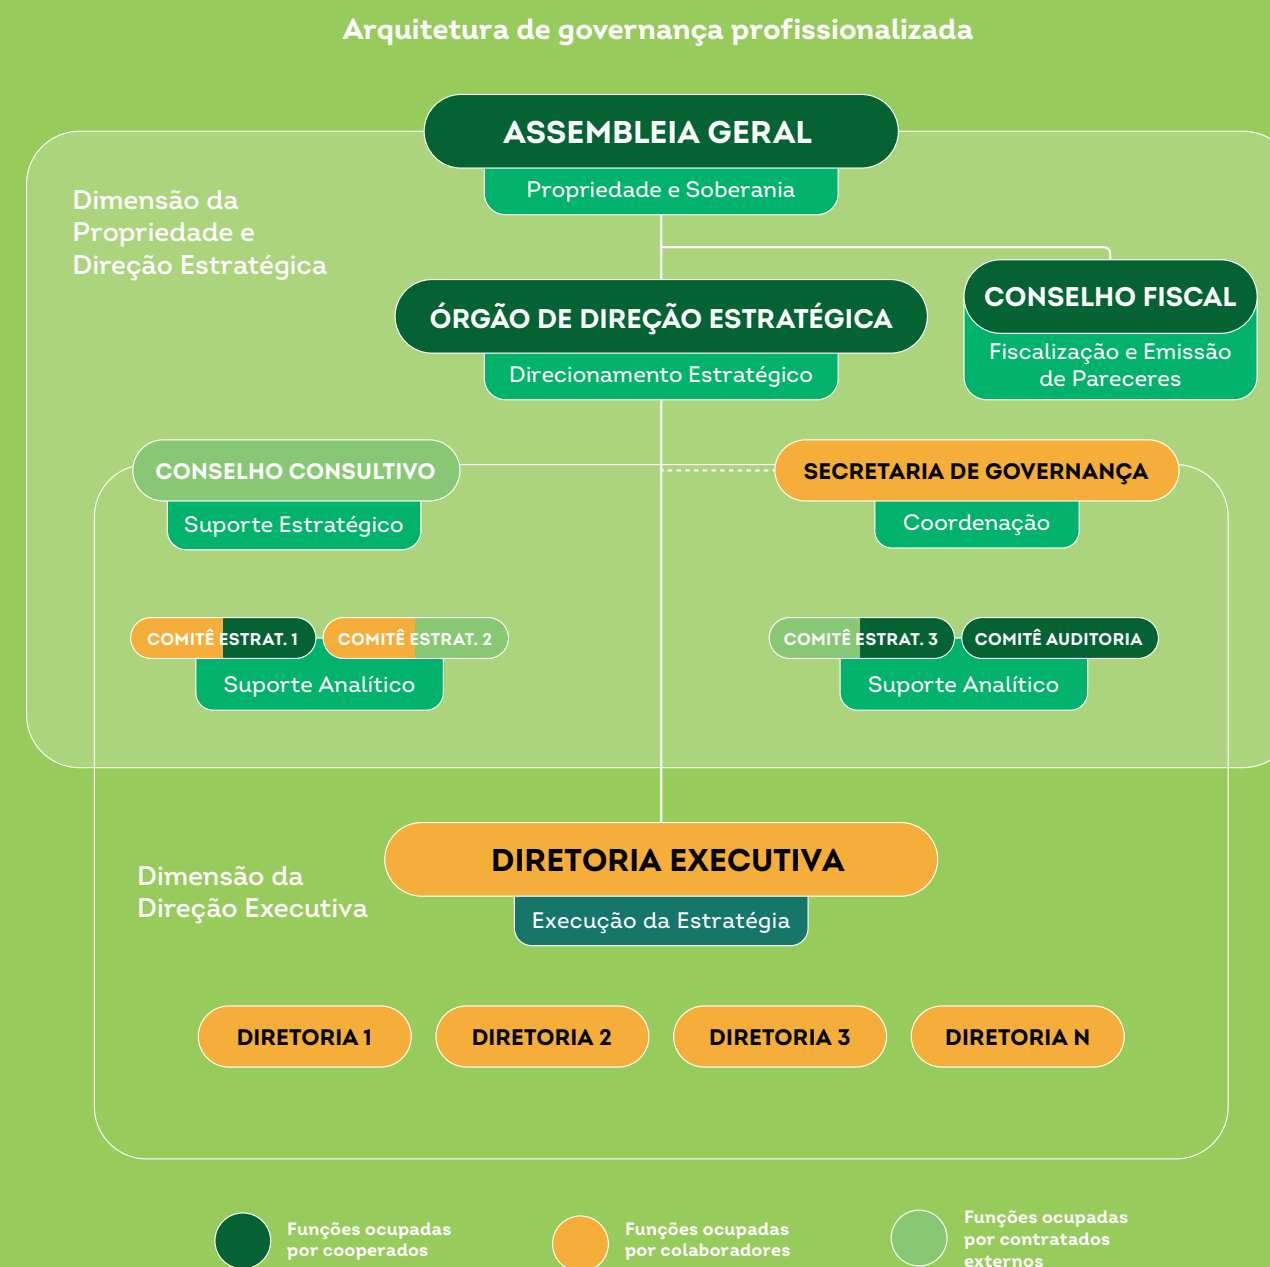 Arquitetura de governança profissionalizada
ASSEMBLEIA GERAL
Propriedade e Soberania
Dimensão da
Propriedade e
Direção Estratégica
CONSELHO FISCAL
Fiscalização e Emissão
de Pareceres
ÓRGÃO DE DIREÇÃO ESTRATÉGICA
Direcionamento Estratégico
CONSELHO CONSULTIVO
Suporte Estratégico
SECRETARIA DE GOVERNANÇA
Coordenação
COMITÊ ESTRAT. 1
COMITÊ ESTRAT. 2
Suporte Analítico
COMITÊ ESTRAT. 3
COMITÊ AUDITORIA
Suporte Analítico
DIRETORIA EXECUTIVA
Execução da Estratégia
Dimensão da
Direção Executiva
DIRETORIA 1
DIRETORIA 2
DIRETORIA 3
DIRETORIA N
Funções ocupadas
por cooperados
Funções ocupadas
por colaboradores
Funções ocupadas
por contratados
externos